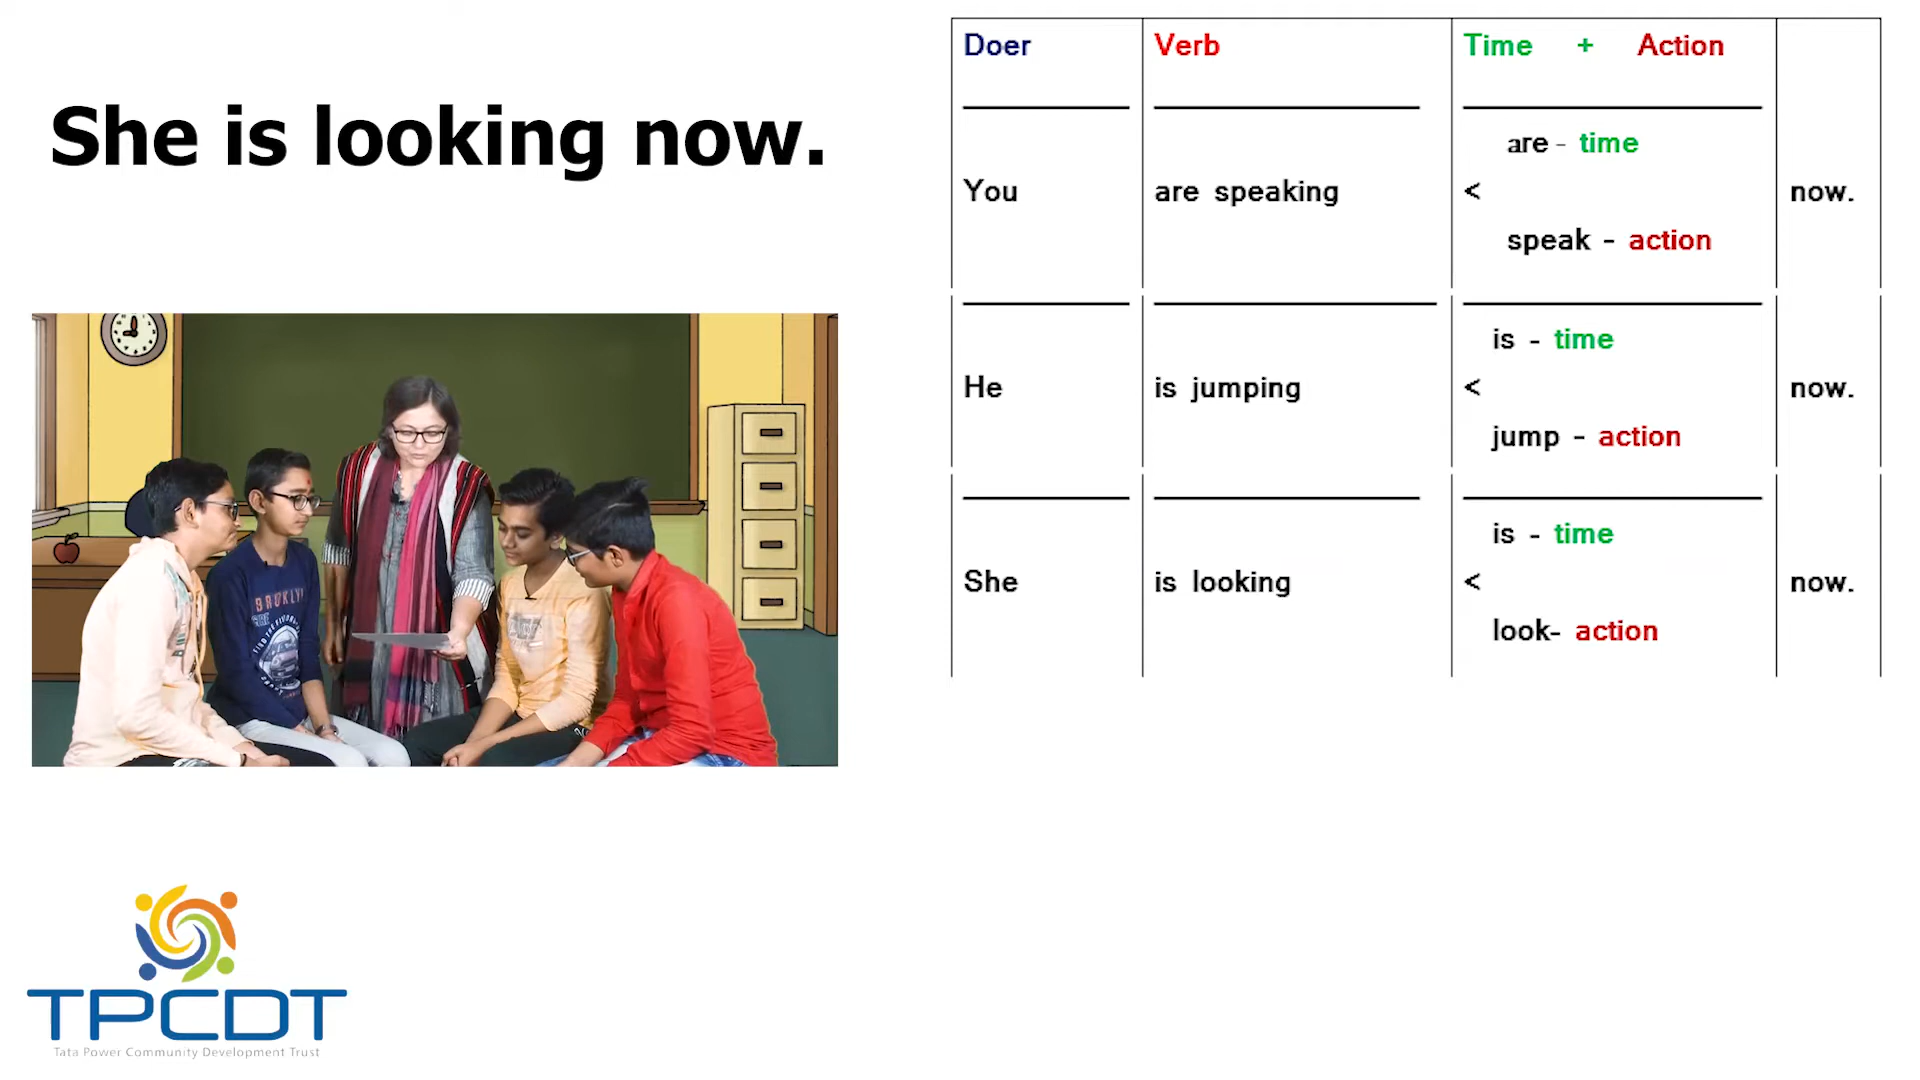 She is looking now.
Doer Verb Time + Action
are - time
You are speaking < now.
speak - action
is - time
He is jumping < now.
jump - action
is - time
She is looking < now.
look- action
BROOKLYN
TPCDT
Tata Power Community Development Trust